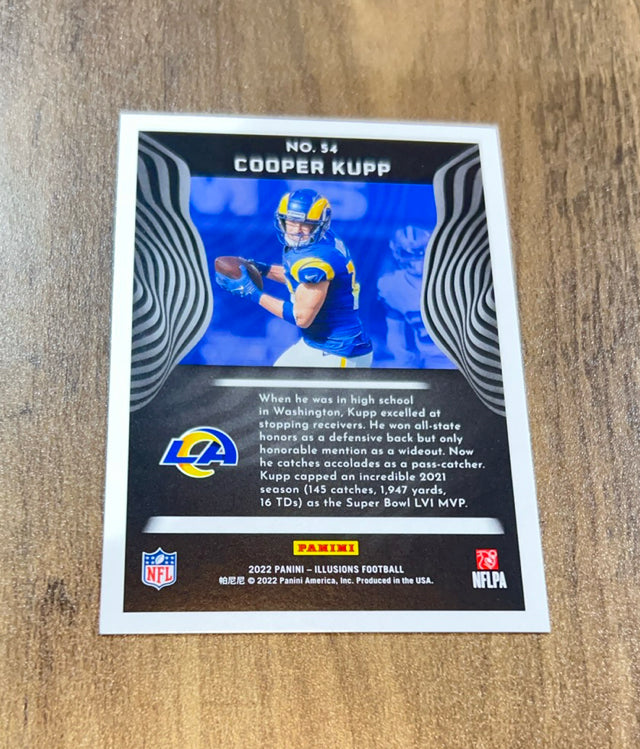 NO. 54
COOPER KUPP
When he was in high school
in Washington, Kupp excelled at
stopping receivers. He won all-state
honors as a defensive back but only
honorable mention as a wideout. Now
he catches accolades as a pass-catcher.
Kupp capped an incredible 2021
season (145 catches, 1,947 yards,
16 TDs) as the Super Bowl LVI MVP.
LA
PANINI
NFL
2022 PANINI – ILLUSIONS FOOTBALL
帕尼尼 © 2022 Panini America, Inc. Produced in the USA.
NFLPA